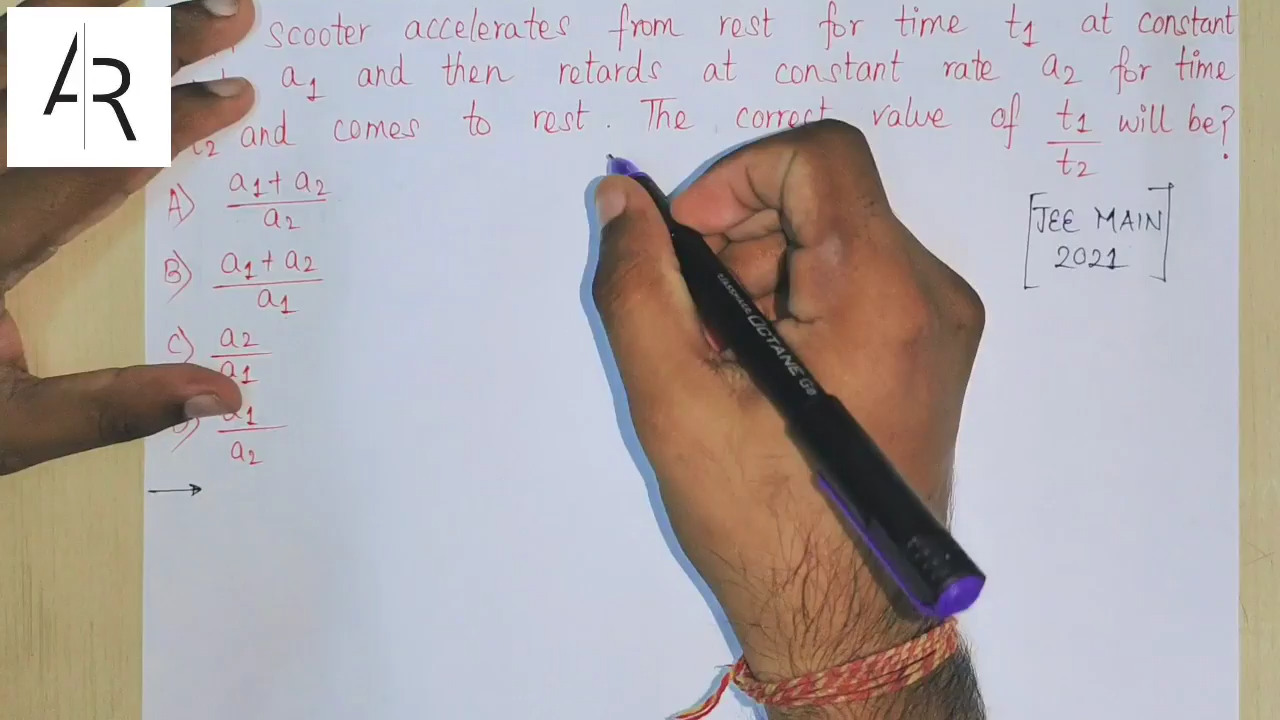 AR
scooter accelerates from rest for time t₁ at constant
a₁ and then retards at constant rate a₂ for time
t₂ and comes to rest. The correct value of t₁/t₂ will be?
A) a₁ + a₂ / a₂
B) a₁ + a₂ / a₁
C) a₂ / a₁
D) a₁ / a₂
[JEE MAIN
2021]
→
CLASSMATE OCTANE Gel